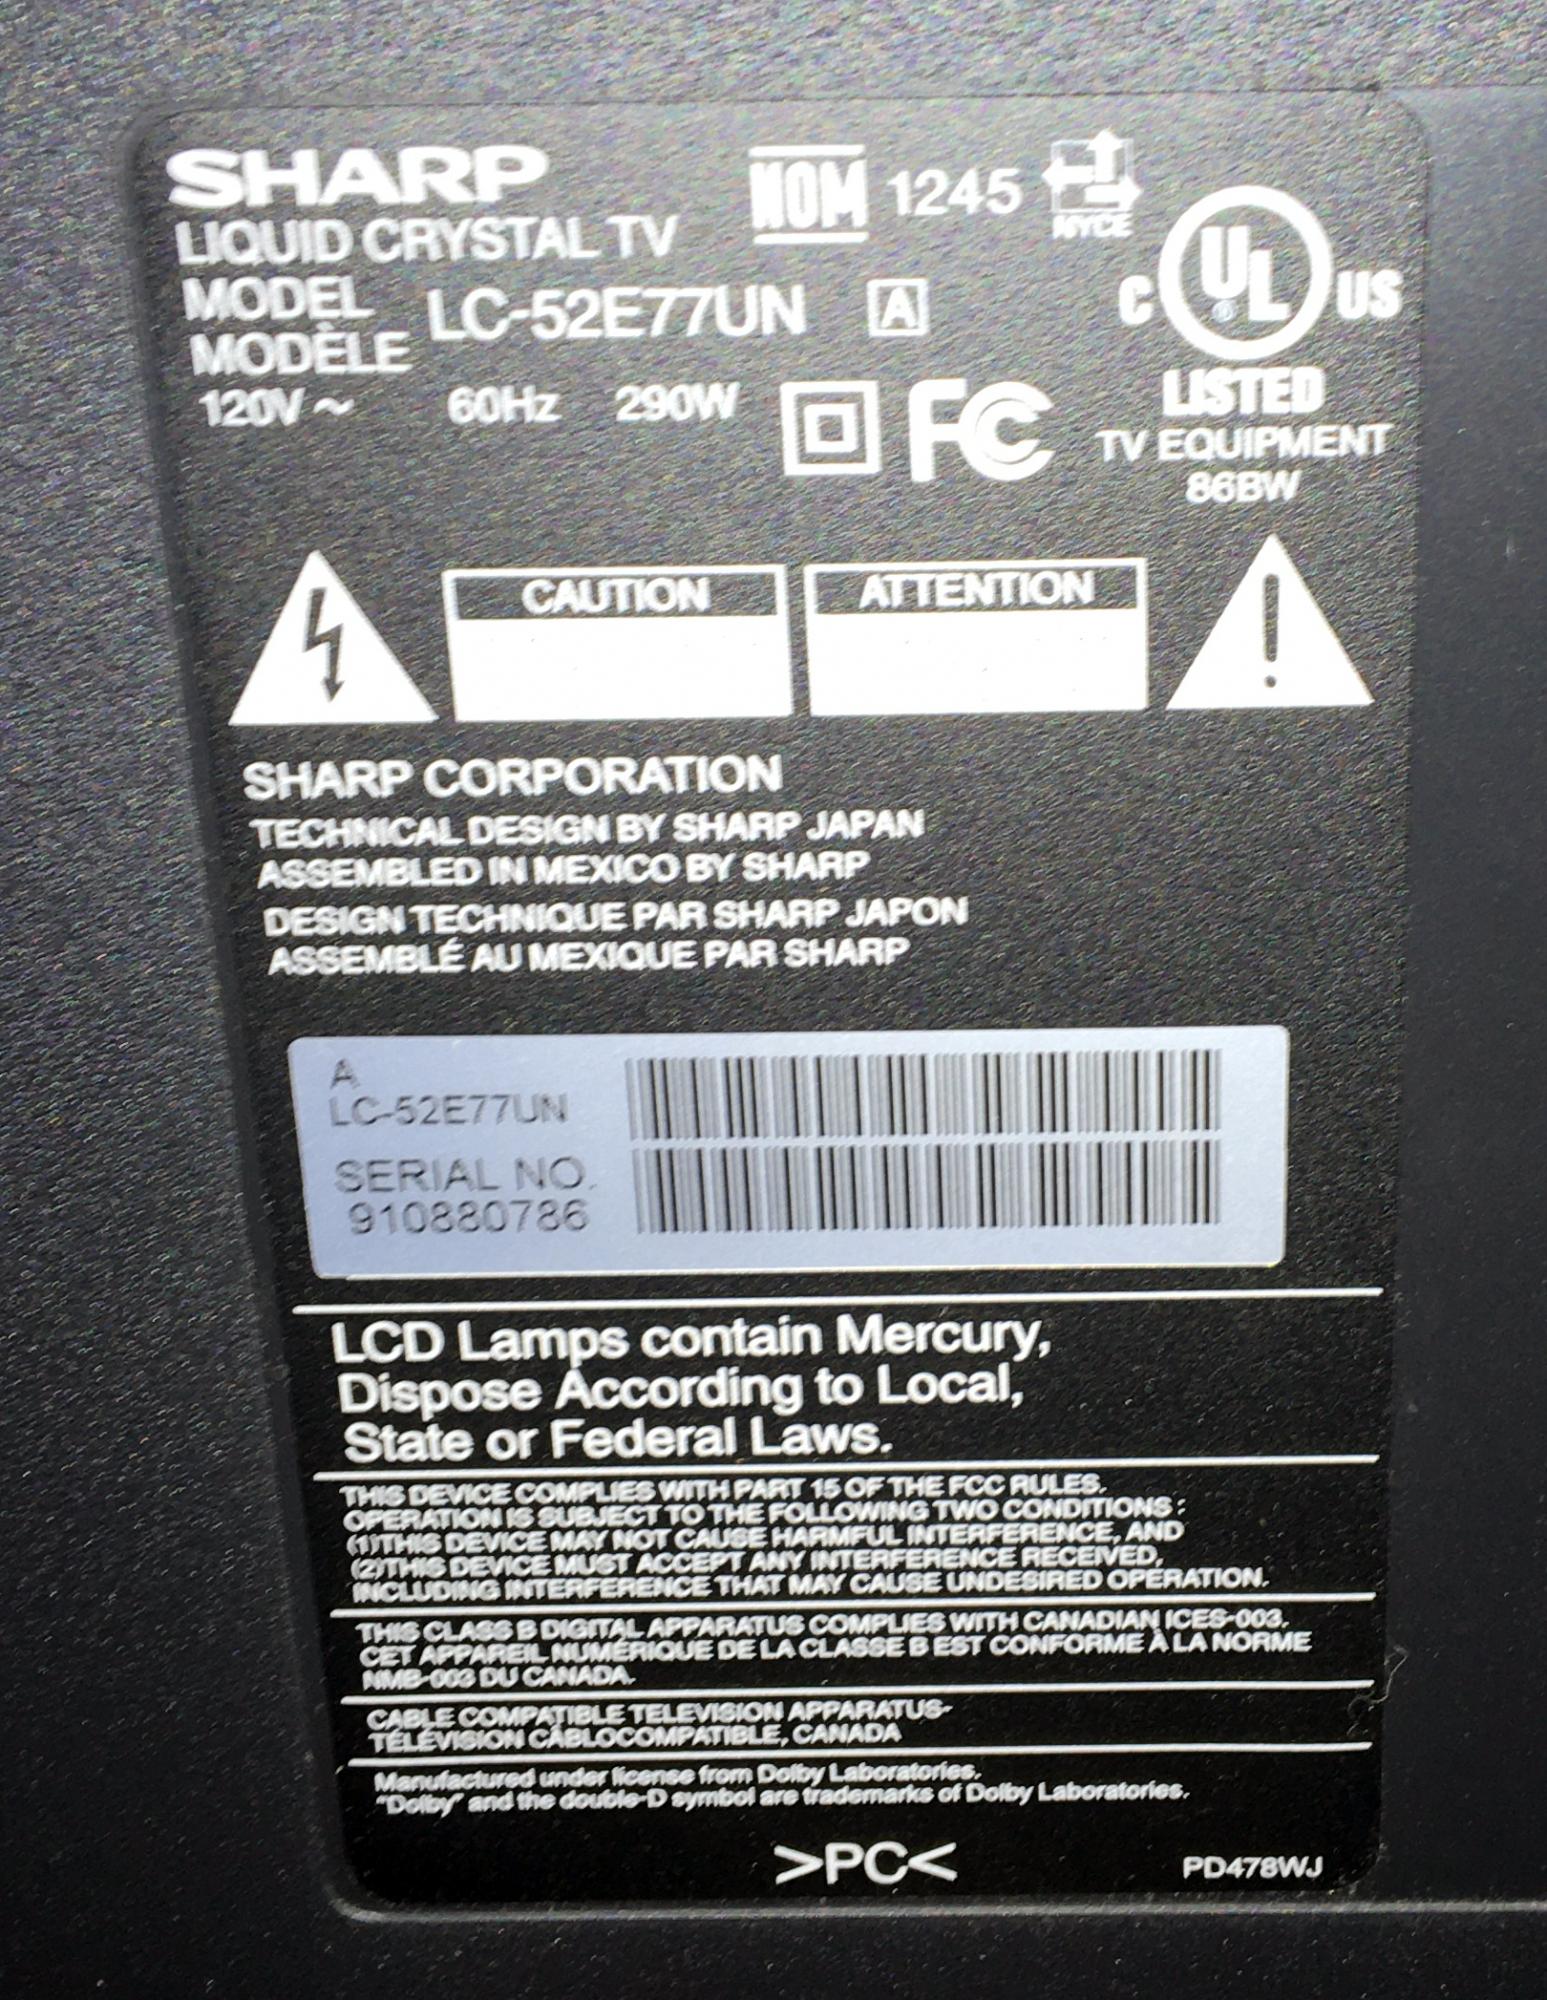 SHARP
LIQUID CRYSTAL TV
NOM 1245 NYCE
MODEL
MODÈLE
LC-52E77UN A
120V ~ 60Hz 290W
FC
C UL ® US
LISTED
TV EQUIPMENT
86BW
CAUTION
ATTENTION
SHARP CORPORATION
TECHNICAL DESIGN BY SHARP JAPAN
ASSEMBLED IN MEXICO BY SHARP
DESIGN TECHNIQUE PAR SHARP JAPON
ASSEMBLÉ AU MEXIQUE PAR SHARP
A
LC-52E77UN
SERIAL NO.
910880786
LCD Lamps contain Mercury,
Dispose According to Local,
State or Federal Laws.
THIS DEVICE COMPLIES WITH PART 15 OF THE FCC RULES.
OPERATION IS SUBJECT TO THE FOLLOWING TWO CONDITIONS :
(1)THIS DEVICE MAY NOT CAUSE HARMFUL INTERFERENCE, AND
(2)THIS DEVICE MUST ACCEPT ANY INTERFERENCE RECEIVED,
INCLUDING INTERFERENCE THAT MAY CAUSE UNDESIRED OPERATION.
THIS CLASS B DIGITAL APPARATUS COMPLIES WITH CANADIAN ICES-003.
CET APPAREIL NUMÉRIQUE DE LA CLASSE B EST CONFORME À LA NORME
NMB-003 DU CANADA.
CABLE COMPATIBLE TELEVISION APPARATUS-
TÉLÉVISION CÂBLOCOMPATIBLE, CANADA
Manufactured under license from Dolby Laboratories.
"Dolby" and the double-D symbol are trademarks of Dolby Laboratories.
>PC<
PD478WJ